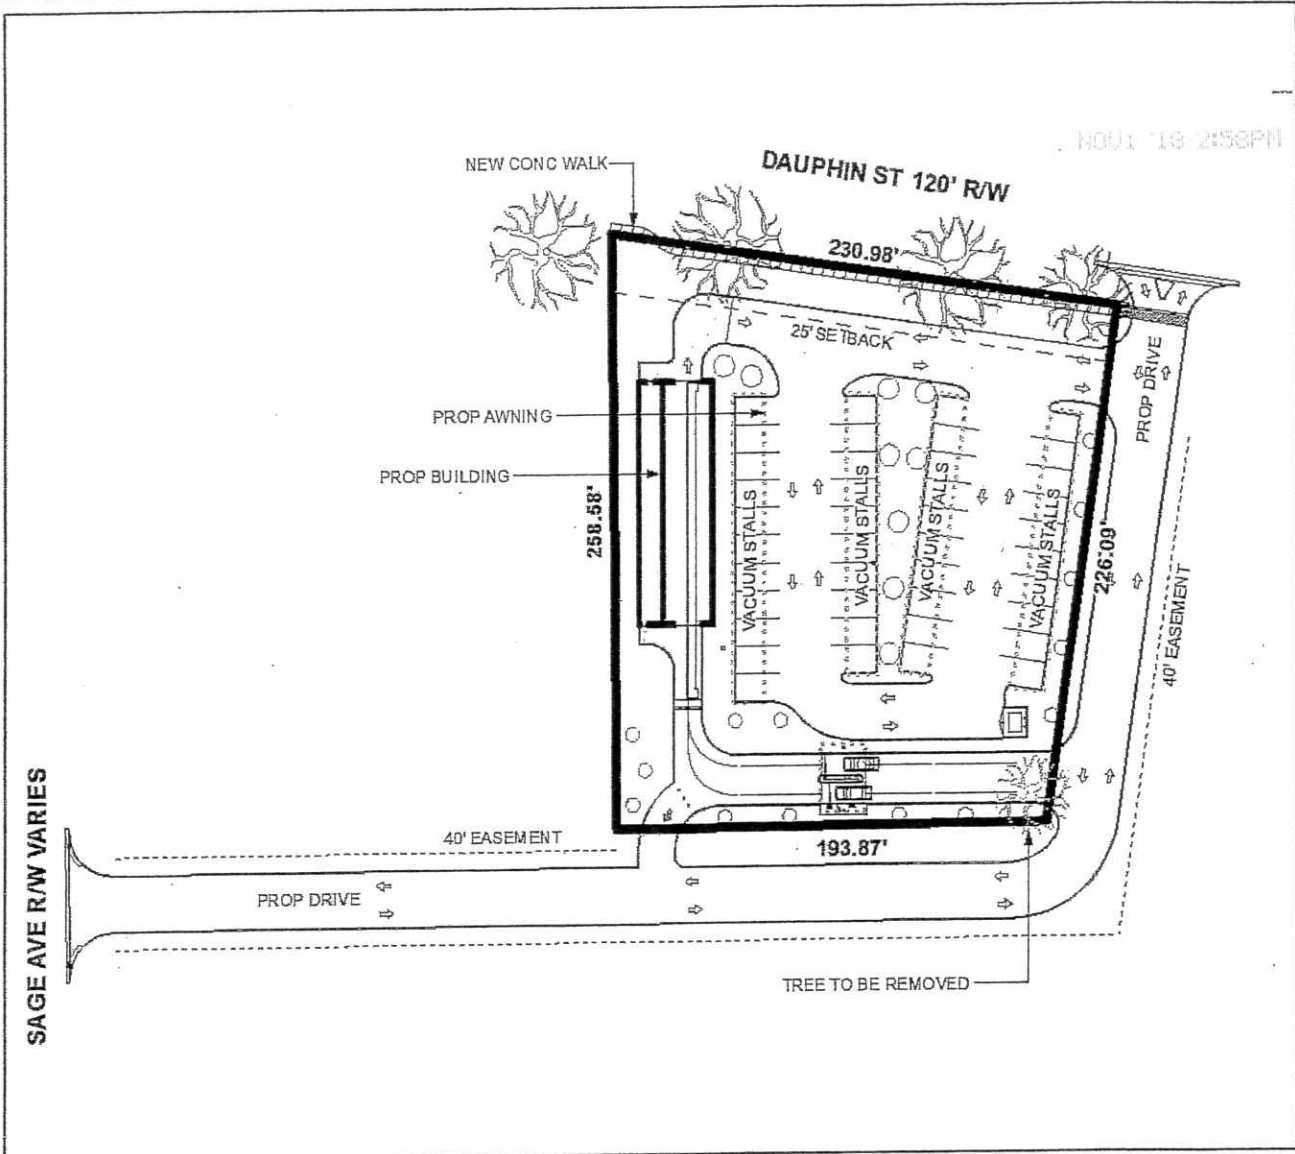 NOV 1 '18 2:58PM
NEW CONC WALK
DAUPHIN ST 120' R/W
230.98'
25' SETBACK
PROP DRIVE
PROP AWNING
PROP BUILDING
258.58'
VACUUM STALLS
VACUUM STALLS
VACUUM STALLS
VACUUM STALLS
226.09'
40' EASEMENT
SAGE AVE R/W VARIES
40' EASEMENT
193.87'
PROP DRIVE
TREE TO BE REMOVED